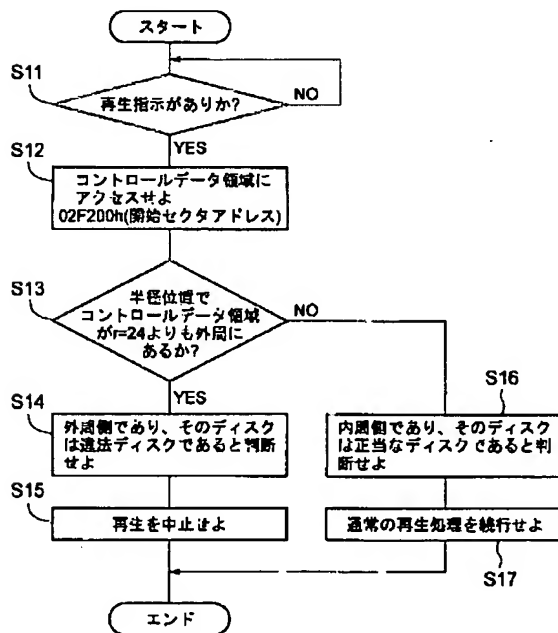 スタート
S11
再生指示がありか?
NO
YES
S12
コントロールデータ領域に
アクセスせよ
02F200h(開始セクタアドレス)
S13
半径位置で
コントロールデータ領域
がr=24よりも外周に
あるか?
NO
YES
S14
外周側であり、そのディスク
は違法ディスクであると判断
せよ
S16
内周側であり、そのディスク
は正当なディスクであると判
断せよ
S15
再生を中止せよ
通常の再生処理を続行せよ
S17
エンド